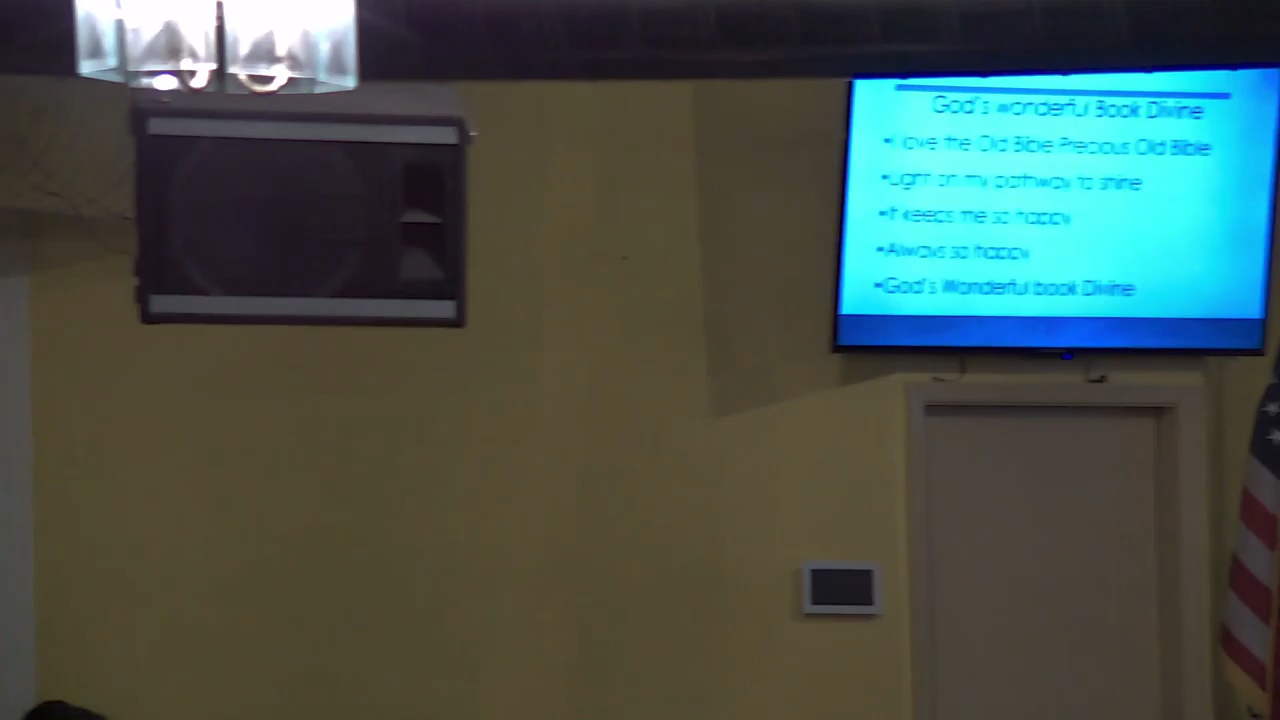 God's wonderful Book Divine
•I love the Old Bible Precious Old Bible
•Light on my pathway to shine
•It keeps me so happy
•Always so happy
•God's Wonderful book Divine